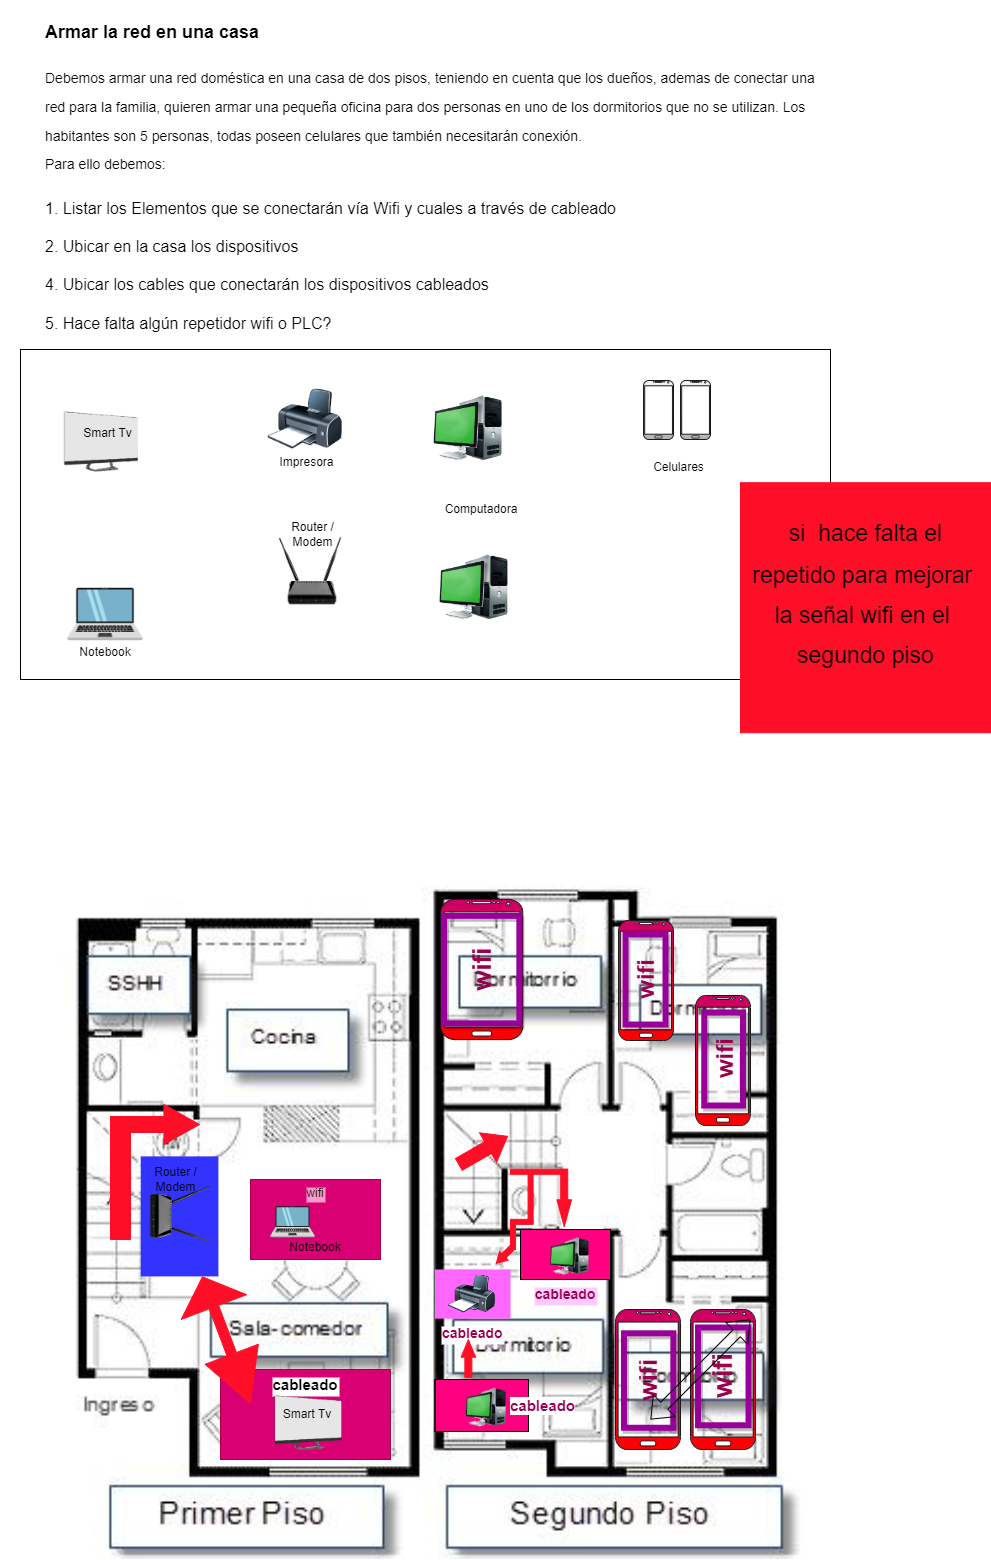 Armar la red en una casa
Debemos armar una red doméstica en una casa de dos pisos, teniendo en cuenta que los dueños, ademas de conectar una
red para la familia, quieren armar una pequeña oficina para dos personas en uno de los dormitorios que no se utilizan. Los
habitantes son 5 personas, todas poseen celulares que también necesitarán conexión.
Para ello debemos:
1. Listar los Elementos que se conectarán vía Wifi y cuales a través de cableado
2. Ubicar en la casa los dispositivos
4. Ubicar los cables que conectarán los dispositivos cableados
5. Hace falta algún repetidor wifi o PLC?
Smart Tv
Impresora
Computadora
Celulares
Router /
Modem
Notebook
si hace falta el
repetido para mejorar
la señal wifi en el
segundo piso
SSHH
Cocina
Router /
Modem
wifi
Notebook
Sala-comedor
cableado
Smart Tv
Ingreso
Primer Piso
wifi
Dormitorrio
wifi
Dorm
wifi
cableado
cableado
Dormitorio
cableado
wifi
wifi
Dormitorio
Segundo Piso